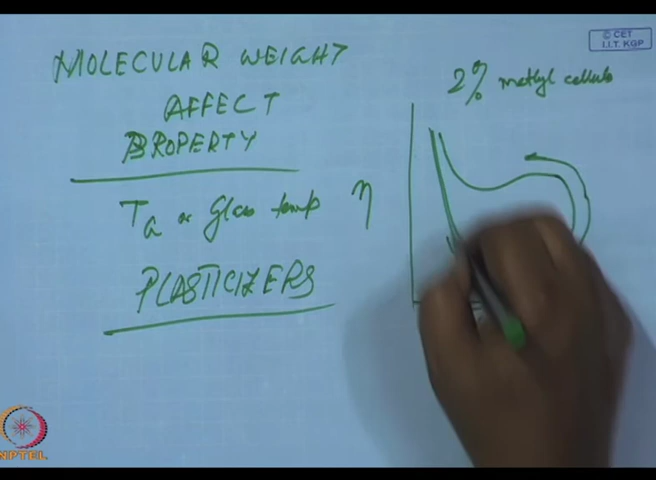 MOLECULAR WEIGHT
AFFECT
PROPERTY
TG or Glass temp
PLASTICIZERS
© CET
I.I.T. KGP
2% methyl cellulo
η
NPTEL